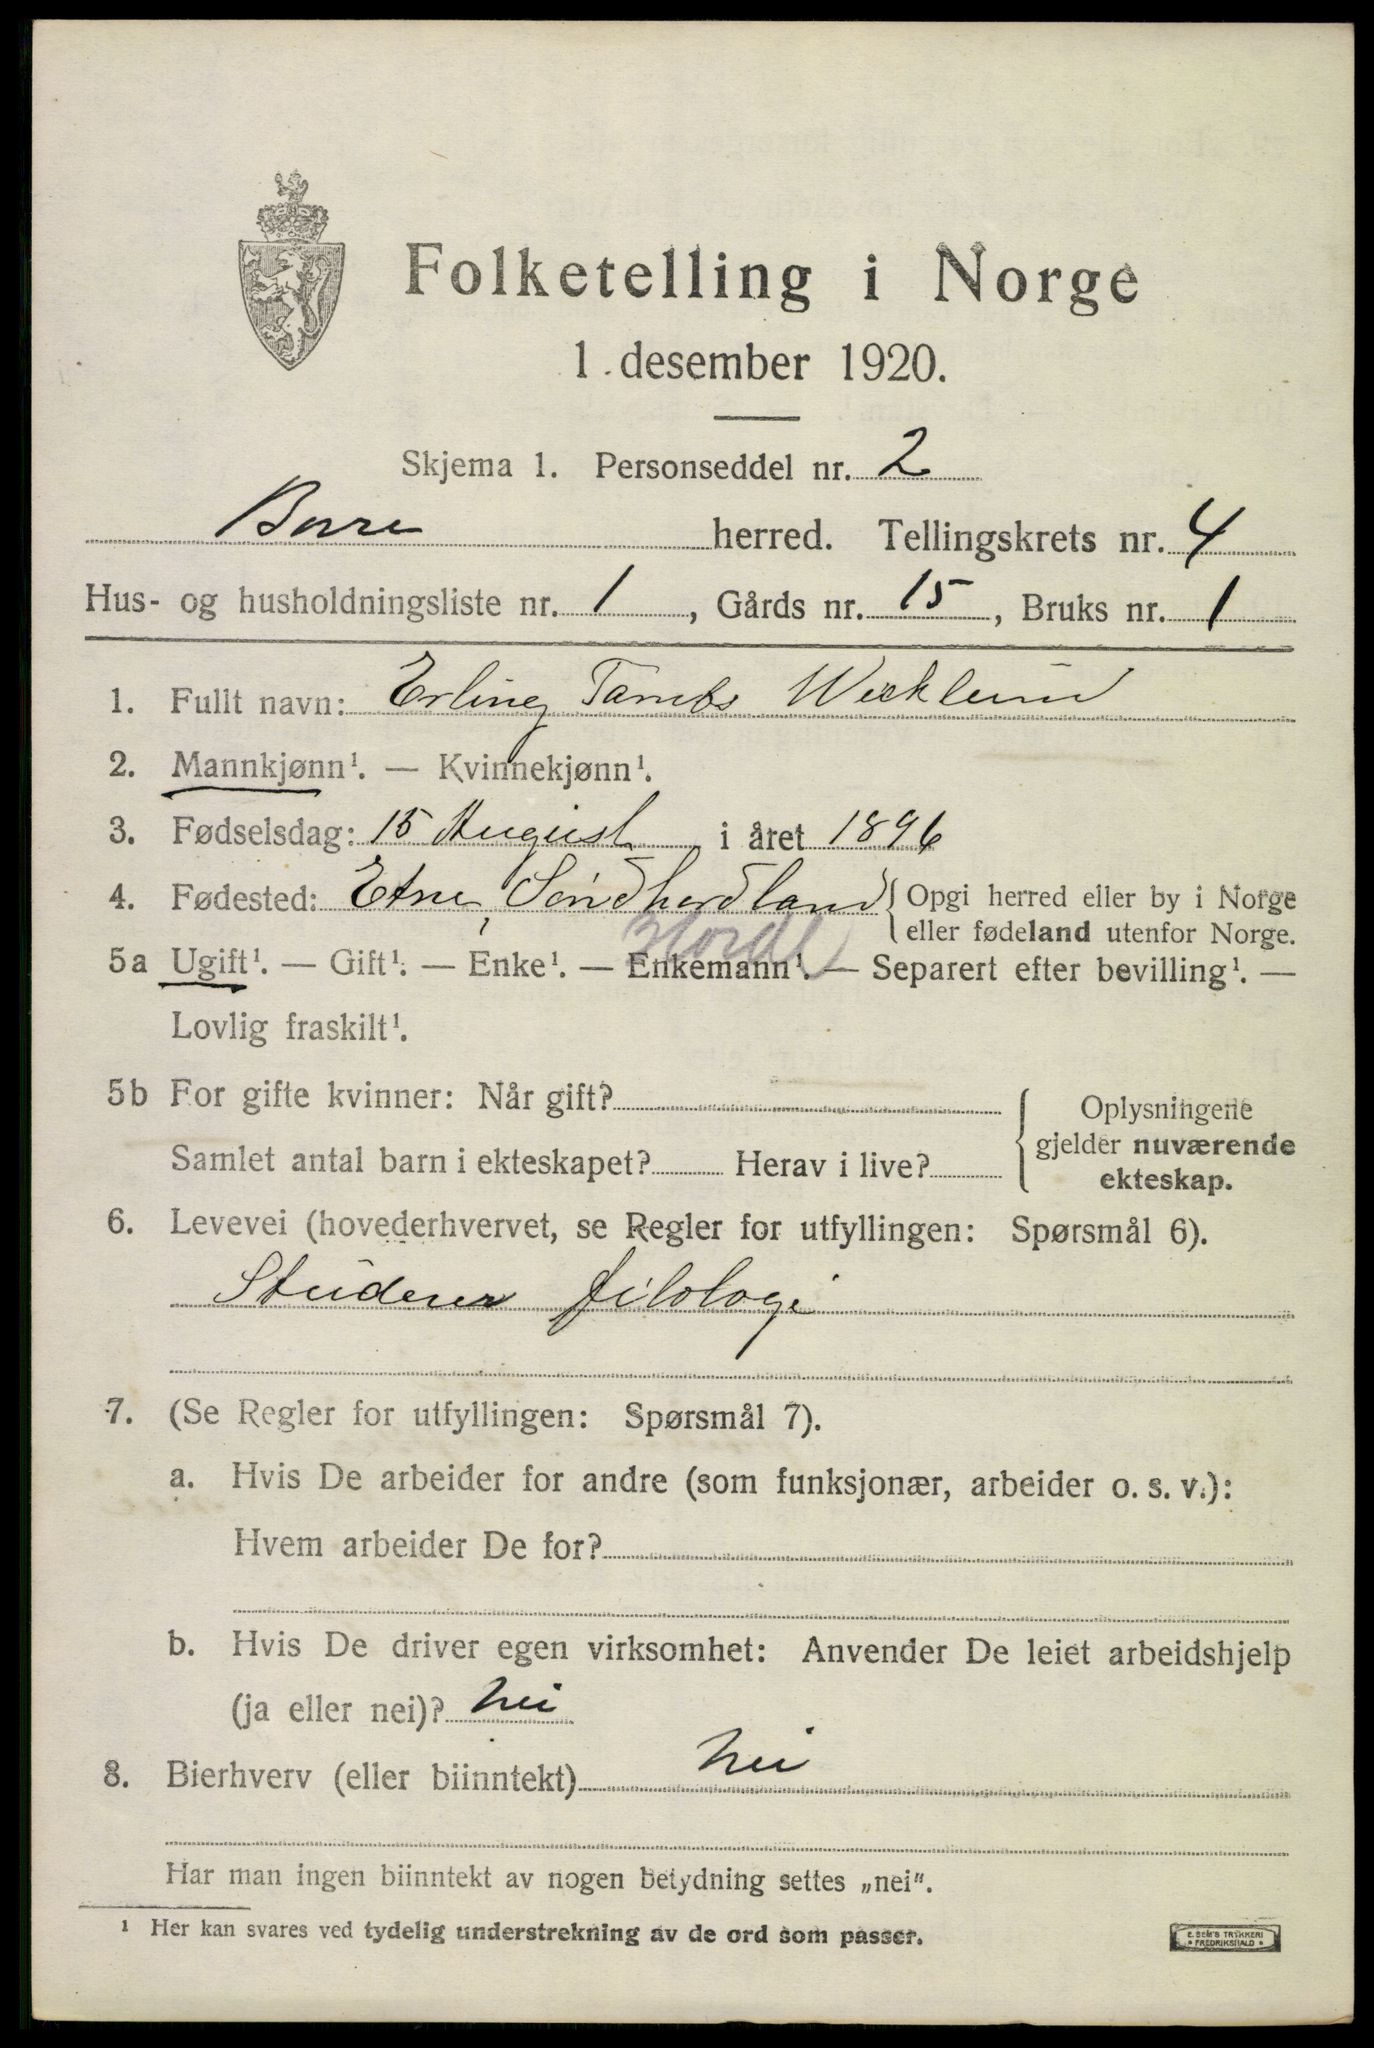 Folketelling i Norge
1. desember 1920.
Skjema 1. Personseddel nr. 2
Borre herred. Tellingskrets nr. 4
Hus- og husholdningsliste nr. 1, Gårds nr. 15, Bruks nr. 1
1. Fullt navn: Erling Tambs Wicklund
2. Mannkjønn¹. — Kvinnekjønn¹.
3. Fødselsdag: 15 August i året 1896
4. Fødested: Etne, Söndhordland { Opgi herred eller by i Norge
eller fødeland utenfor Norge.
Hordl
5a Ugift¹. — Gift¹. — Enke¹. — Enkemann¹. — Separert efter bevilling¹. —
Lovlig fraskilt¹.
5b For gifte kvinner: Når gift?
Samlet antal barn i ekteskapet? Herav i live?
{ Oplysningene
gjelder nuværende
ekteskap.
6. Levevei (hovederhvervet, se Regler for utfyllingen: Spørsmål 6).
Studerer filologi
7. (Se Regler for utfyllingen: Spørsmål 7).
a. Hvis De arbeider for andre (som funksjonær, arbeider o. s. v.):
Hvem arbeider De for?
b. Hvis De driver egen virksomhet: Anvender De leiet arbeidshjelp
(ja eller nei)? nei
8. Bierhverv (eller biinntekt) nei
Har man ingen biinntekt av nogen betydning settes „nei".
¹ Her kan svares ved tydelig understrekning av de ord som passer.
E. SEM'S TRYKKERI
* FREDRIKSHALD *